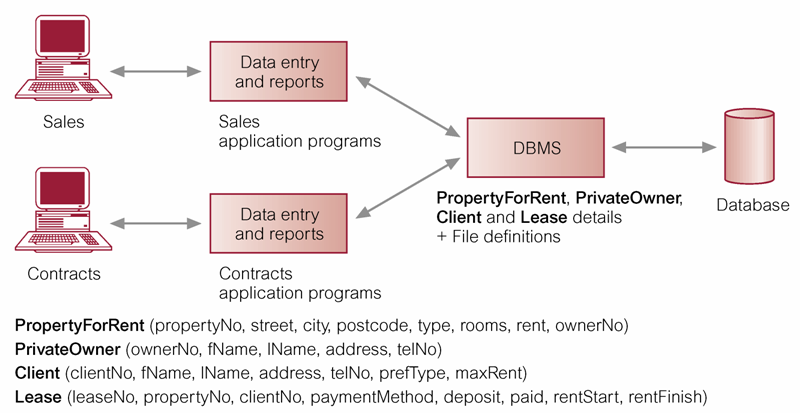 Data entry
and reports
Sales
Sales
application programs
DBMS
PropertyForRent, PrivateOwner,
Client and Lease details
+ File definitions
Database
Data entry
and reports
Contracts
Contracts
application programs
PropertyForRent (propertyNo, street, city, postcode, type, rooms, rent, ownerNo)
PrivateOwner (ownerNo, fName, lName, address, telNo)
Client (clientNo, fName, lName, address, telNo, prefType, maxRent)
Lease (leaseNo, propertyNo, clientNo, paymentMethod, deposit, paid, rentStart, rentFinish)